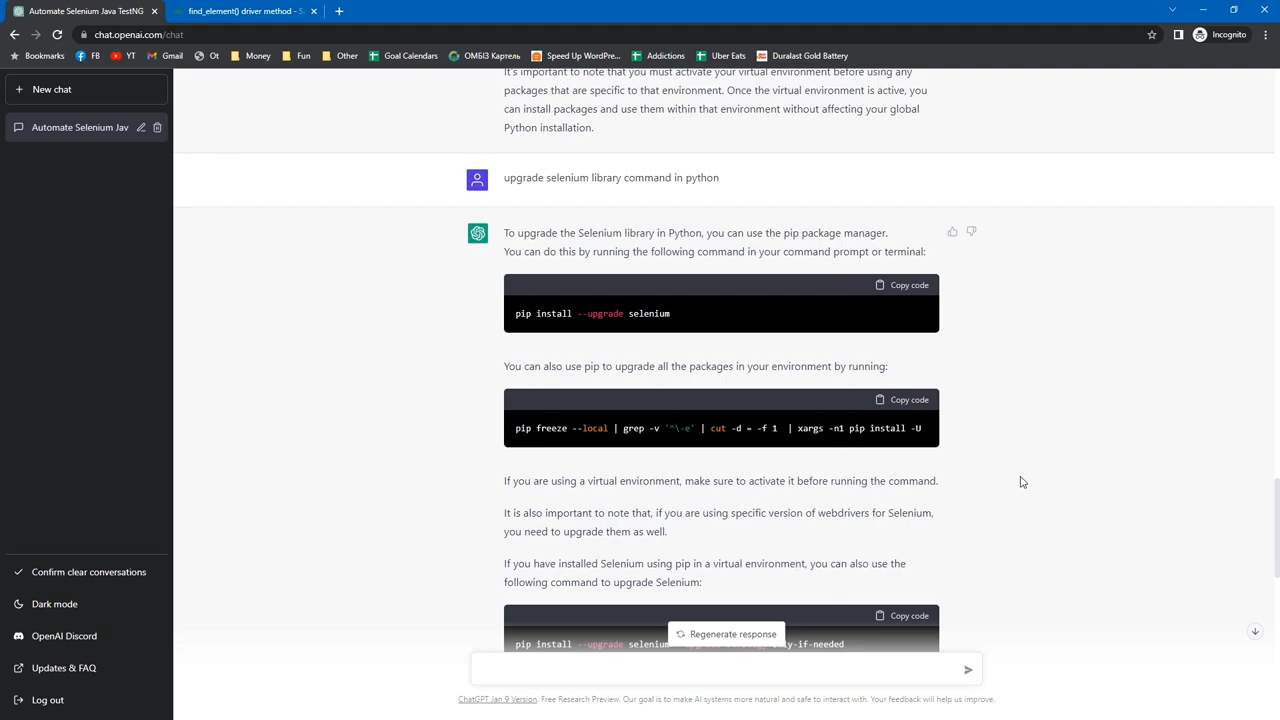 Automate Selenium Java TestNG
find_element() driver method - S
chat.openai.com/chat
Incognito
Bookmarks
FB
YT
Gmail
Ot
Money
Fun
Other
Goal Calendars
ОМБІЗ Картель
Speed Up WordPre...
Addictions
Uber Eats
Duralast Gold Battery
New chat
Automate Selenium Jav
It's important to note that you must activate your virtual environment before using any
packages that are specific to that environment. Once the virtual environment is active, you
can install packages and use them within that environment without affecting your global
Python installation.
upgrade selenium library command in python
To upgrade the Selenium library in Python, you can use the pip package manager.
You can do this by running the following command in your command prompt or terminal:
Copy code
pip install --upgrade selenium
You can also use pip to upgrade all the packages in your environment by running:
Copy code
pip freeze --local | grep -v '^\-e' | cut -d = -f 1  | xargs -n1 pip install -U
If you are using a virtual environment, make sure to activate it before running the command.
It is also important to note that, if you are using specific version of webdrivers for Selenium,
you need to upgrade them as well.
If you have installed Selenium using pip in a virtual environment, you can also use the
following command to upgrade Selenium:
Copy code
pip install --upgrade selenium only-if-needed
Regenerate response
Confirm clear conversations
Dark mode
OpenAI Discord
Updates & FAQ
Log out
ChatGPT Jan 9 Version. Free Research Preview. Our goal is to make AI systems more natural and safe to interact with. Your feedback will help us improve.